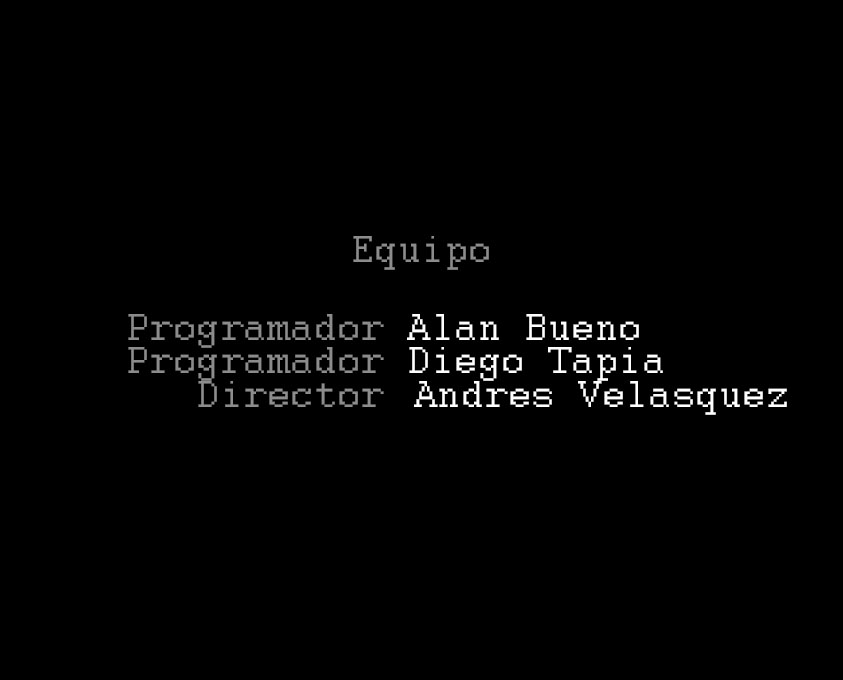 Equipo
Programador Alan Bueno
Programador Diego Tapia
Director Andres Velasquez